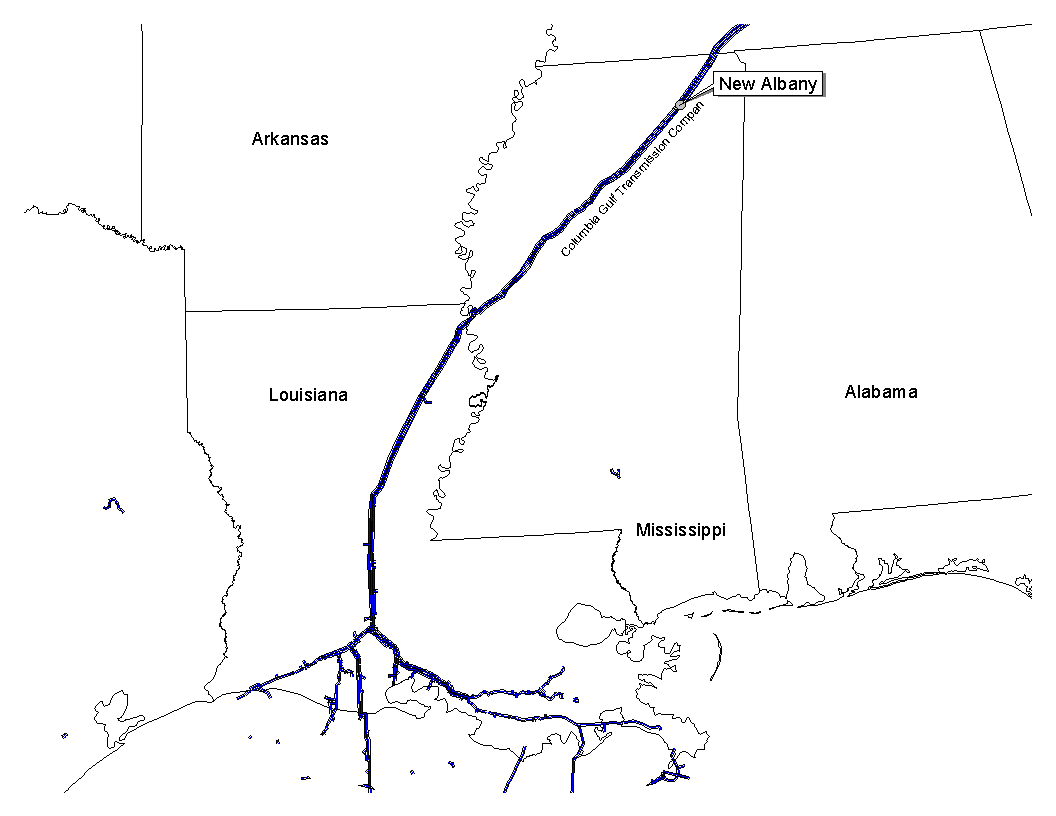 New Albany
Arkansas
Columbia Gulf Transmission Compan
Louisiana
Alabama
Mississippi